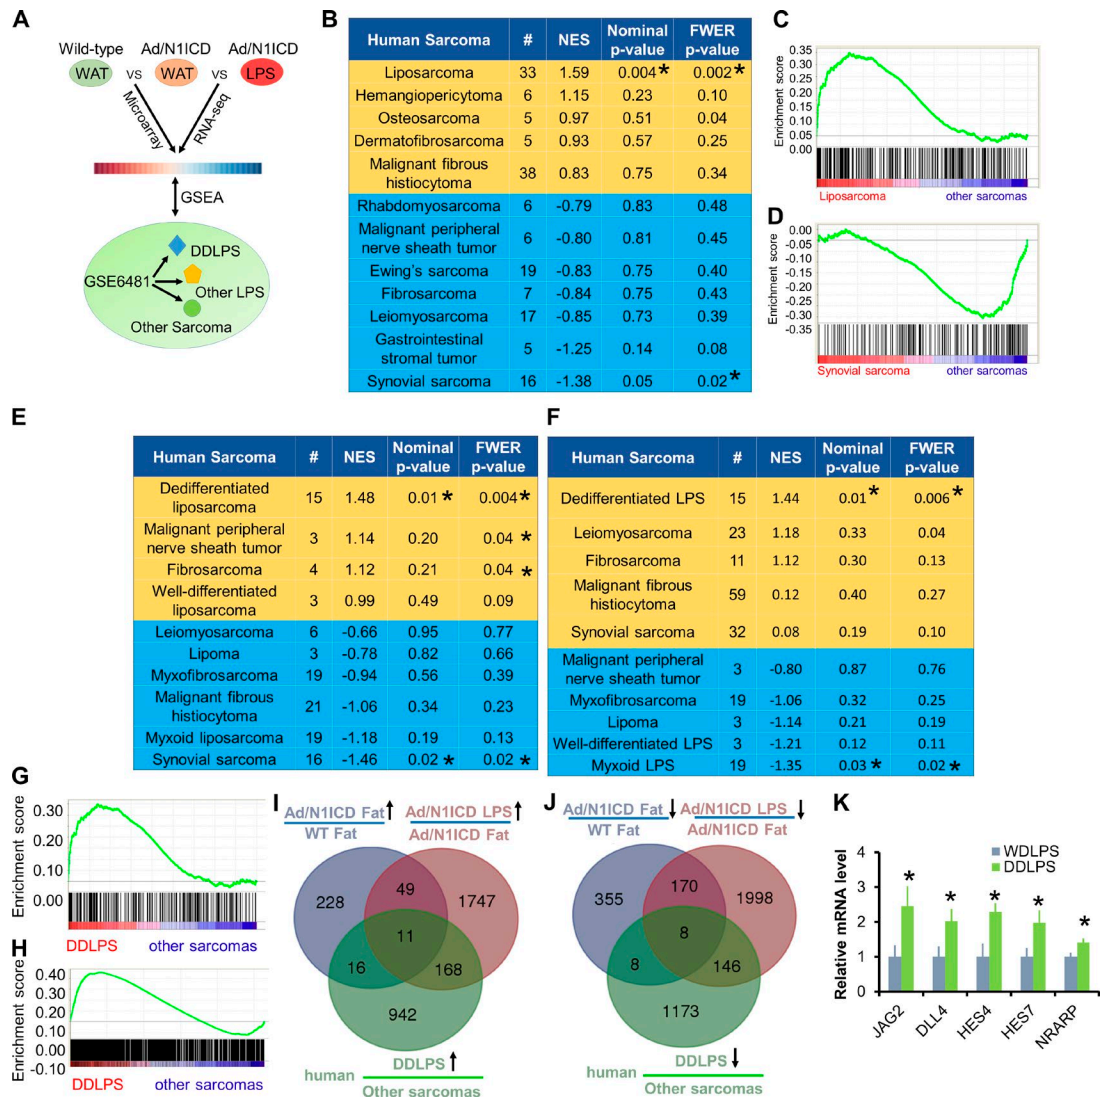 A
Wild-type Ad/N1ICD Ad/N1ICD
WAT vs WAT vs LPS
Microarray
RNA-seq
GSEA
DDLPS
GSE6481
Other LPS
Other Sarcoma
B
Human Sarcoma # NES Nominal p-value FWER p-value
Liposarcoma 33 1.59 0.004 * 0.002 *
Hemangiopericytoma 6 1.15 0.23 0.10
Osteosarcoma 5 0.97 0.51 0.04
Dermatofibrosarcoma 5 0.93 0.57 0.25
Malignant fibrous
histiocytoma 38 0.83 0.75 0.34
Rhabdomyosarcoma 6 -0.79 0.83 0.48
Malignant peripheral
nerve sheath tumor 6 -0.80 0.81 0.45
Ewing's sarcoma 19 -0.83 0.75 0.40
Fibrosarcoma 7 -0.84 0.75 0.43
Leiomyosarcoma 17 -0.85 0.73 0.39
Gastrointestinal
stromal tumor 5 -1.25 0.14 0.08
Synovial sarcoma 16 -1.38 0.05 0.02 *
C
Enrichment score
0.35
0.30
0.25
0.20
0.15
0.10
0.05
0.00
Liposarcoma other sarcomas
D
Enrichment score
0.00
-0.05
-0.10
-0.15
-0.20
-0.25
-0.30
-0.35
Synovial sarcoma other sarcomas
E
Human Sarcoma # NES Nominal p-value FWER p-value
Dedifferentiated
liposarcoma 15 1.48 0.01 * 0.004 *
Malignant peripheral
nerve sheath tumor 3 1.14 0.20 0.04 *
Fibrosarcoma 4 1.12 0.21 0.04 *
Well-differentiated
liposarcoma 3 0.99 0.49 0.09
Leiomyosarcoma 6 -0.66 0.95 0.77
Lipoma 3 -0.78 0.82 0.66
Myxofibrosarcoma 19 -0.94 0.56 0.39
Malignant fibrous
histiocytoma 21 -1.06 0.34 0.23
Myxoid liposarcoma 19 -1.18 0.19 0.13
Synovial sarcoma 16 -1.46 0.02 * 0.02 *
F
Human Sarcoma # NES Nominal p-value FWER p-value
Dedifferentiated LPS 15 1.44 0.01 * 0.006 *
Leiomyosarcoma 23 1.18 0.33 0.04
Fibrosarcoma 11 1.12 0.30 0.13
Malignant fibrous
histiocytoma 59 0.12 0.40 0.27
Synovial sarcoma 32 0.08 0.19 0.10
Malignant peripheral
nerve sheath tumor 3 -0.80 0.87 0.76
Myxofibrosarcoma 19 -1.06 0.32 0.25
Lipoma 3 -1.14 0.21 0.19
Well-differentiated LPS 3 -1.21 0.12 0.11
Myxoid LPS 19 -1.35 0.03 * 0.02 *
G
Enrichment score
0.30
0.20
0.10
0.00
DDLPS other sarcomas
H
Enrichment score
0.40
0.30
0.20
0.10
0.00
-0.10
DDLPS other sarcomas
I
Ad/N1ICD Fat Ad/N1ICD LPS
WT Fat Ad/N1ICD Fat
228 49 1747
11
16 168
942
human DDLPS
Other sarcomas
J
Ad/N1ICD Fat Ad/N1ICD LPS
WT Fat Ad/N1ICD Fat
355 170 1998
8
8 146
1173
human DDLPS
Other sarcomas
K
WDLPS
DDLPS
Relative mRNA level
4
3
2
1
0
* * * * *
JAG2 DLL4 HES4 HES7 NRARP